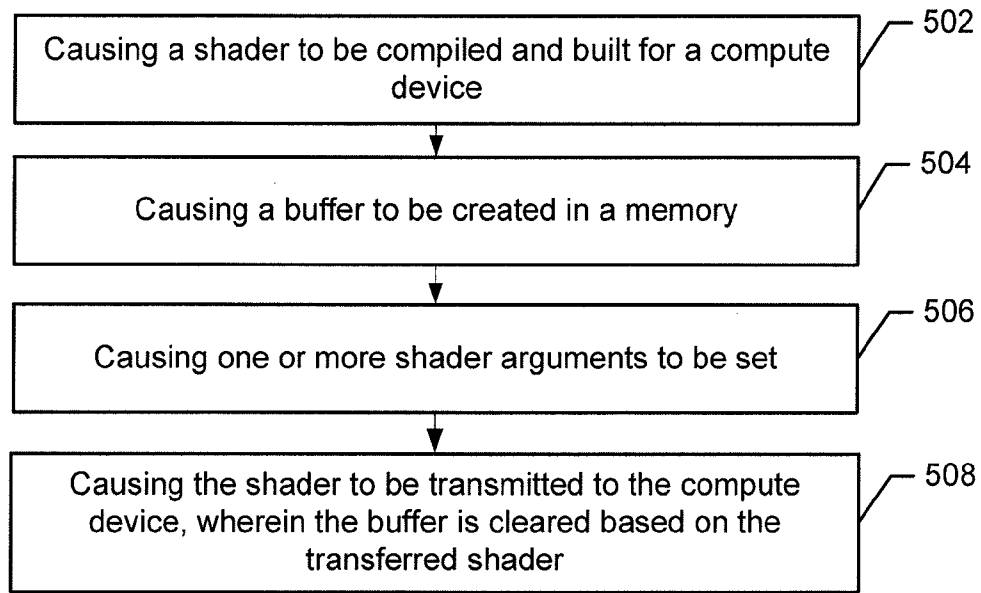 Causing a shader to be compiled and built for a compute
device
502
Causing a buffer to be created in a memory
504
Causing one or more shader arguments to be set
506
Causing the shader to be transmitted to the compute
device, wherein the buffer is cleared based on the
transferred shader
508